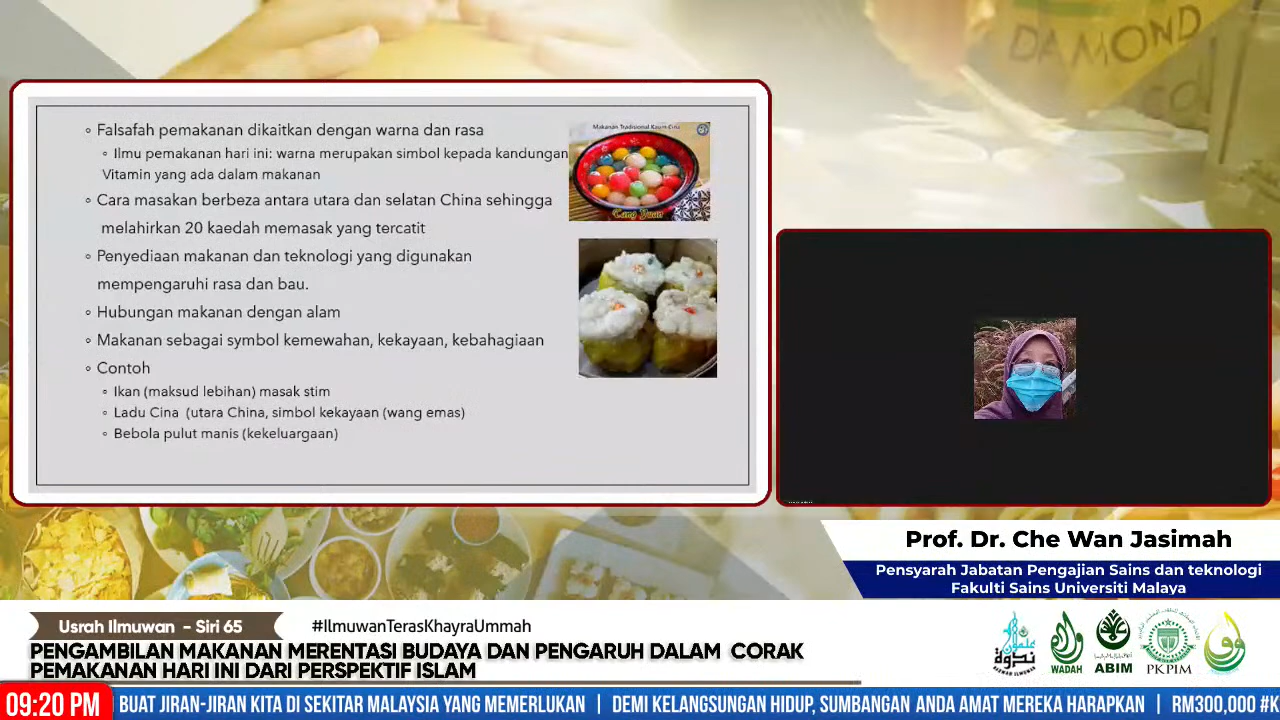 DAMOND
CO
◦ Falsafah pemakanan dikaitkan dengan warna dan rasa
◦ Ilmu pemakanan hari ini: warna merupakan simbol kepada kandungan
Vitamin yang ada dalam makanan
◦ Cara masakan berbeza antara utara dan selatan China sehingga
melahirkan 20 kaedah memasak yang tercatit
◦ Penyediaan makanan dan teknologi yang digunakan
mempengaruhi rasa dan bau.
◦ Hubungan makanan dengan alam
◦ Makanan sebagai symbol kemewahan, kekayaan, kebahagiaan
◦ Contoh
◦ Ikan (maksud lebihan) masak stim
◦ Ladu Cina (utara China, simbol kekayaan (wang emas)
◦ Bebola pulut manis (kekeluargaan)
Makanan Tradisional Kaum Cina
Tang Yuan
Prof. Dr. Che Wan Jasimah
Pensyarah Jabatan Pengajian Sains dan teknologi
Fakulti Sains Universiti Malaya
Usrah Ilmuwan - Siri 65
#IlmuwanTerasKhayraUmmah
PENGAMBILAN MAKANAN MERENTASI BUDAYA DAN PENGARUH DALAM CORAK
PEMAKANAN HARI INI DARI PERSPEKTIF ISLAM
WADAH
ABIM
PKPIM
09:20 PM
BUAT JIRAN-JIRAN KITA DI SEKITAR MALAYSIA YANG MEMERLUKAN | DEMI KELANGSUNGAN HIDUP, SUMBANGAN ANDA AMAT MEREKA HARAPKAN | RM300,000 #K